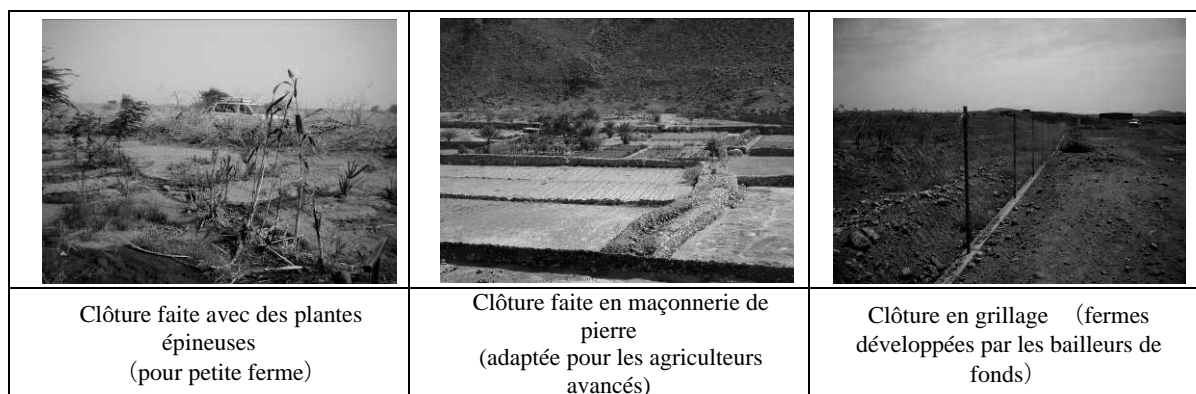 Clôture faite avec des plantes
épineuses
（pour petite ferme）
Clôture faite en maçonnerie de
pierre
(adaptée pour les agriculteurs
avancés)
Clôture en grillage （fermes
développées par les bailleurs de
fonds）